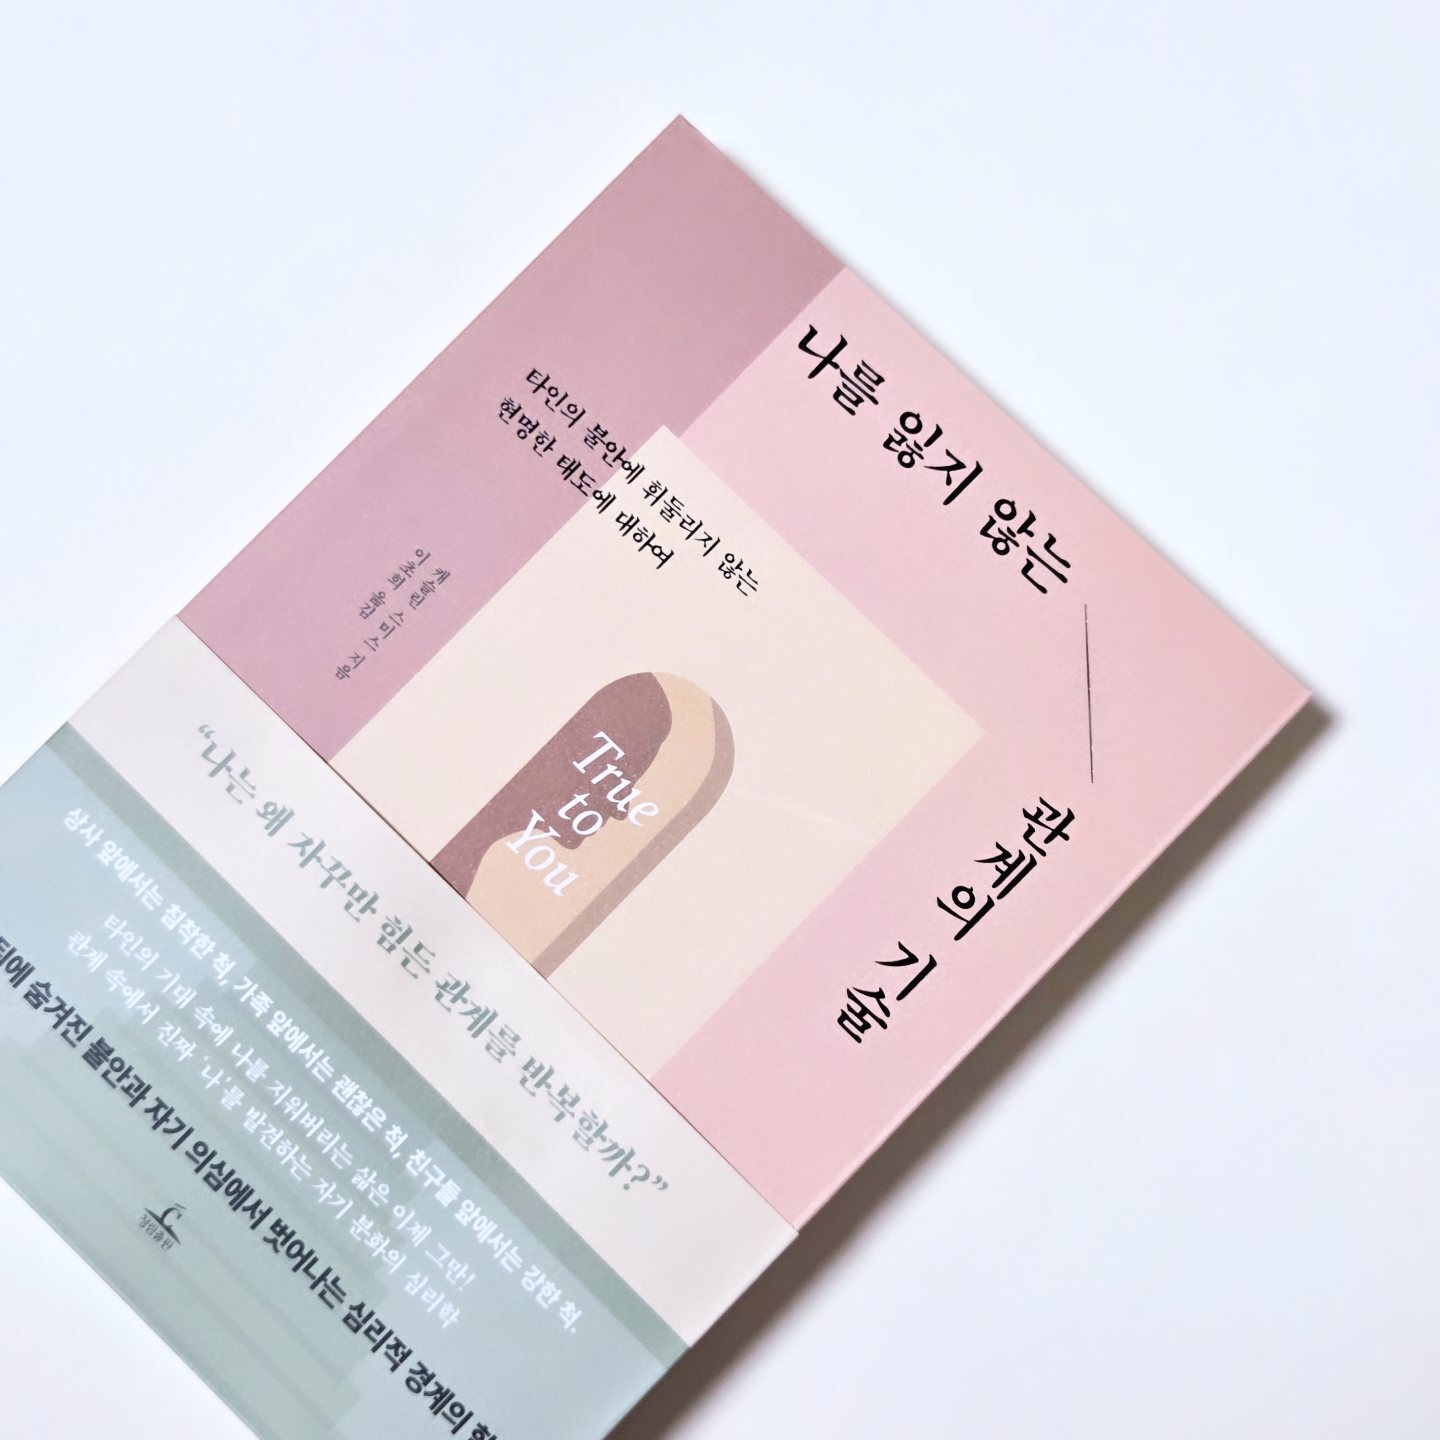 나를 잃지 않는
관계의 기술
타인의 불안에 휘둘리지 않는
현명한 태도에 대하여
캐슬린 스미스 지음
이초희 옮김
True
to
You
“나는 왜 자꾸만 힘든 관계를 반복할까?”
상사 앞에서는 침착한 척, 가족 앞에서는 괜찮은 척, 친구들 앞에서는 강한 척.
타인의 기대 속에 나를 지워버리는 삶은 이제 그만!
관계 속에서 진짜 ‘나’를 발견하는 자기 분화의 심리학
숨겨진 불안과 자기 의심에서 벗어나는 심리적 경계의
청림출판